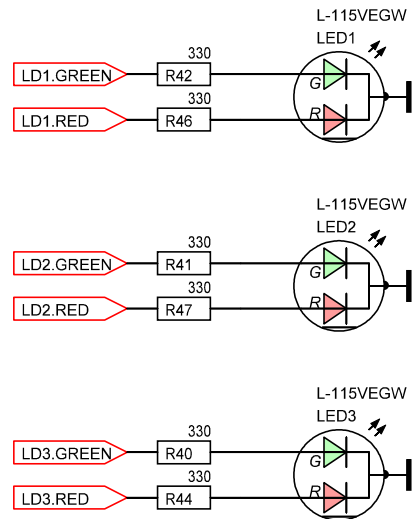 L-115VEGW
LED1
330
LD1.GREEN R42 G
330
LD1.RED R46 R
L-115VEGW
LED2
330
LD2.GREEN R41 G
330
LD2.RED R47 R
L-115VEGW
LED3
330
LD3.GREEN R40 G
330
LD3.RED R44 R